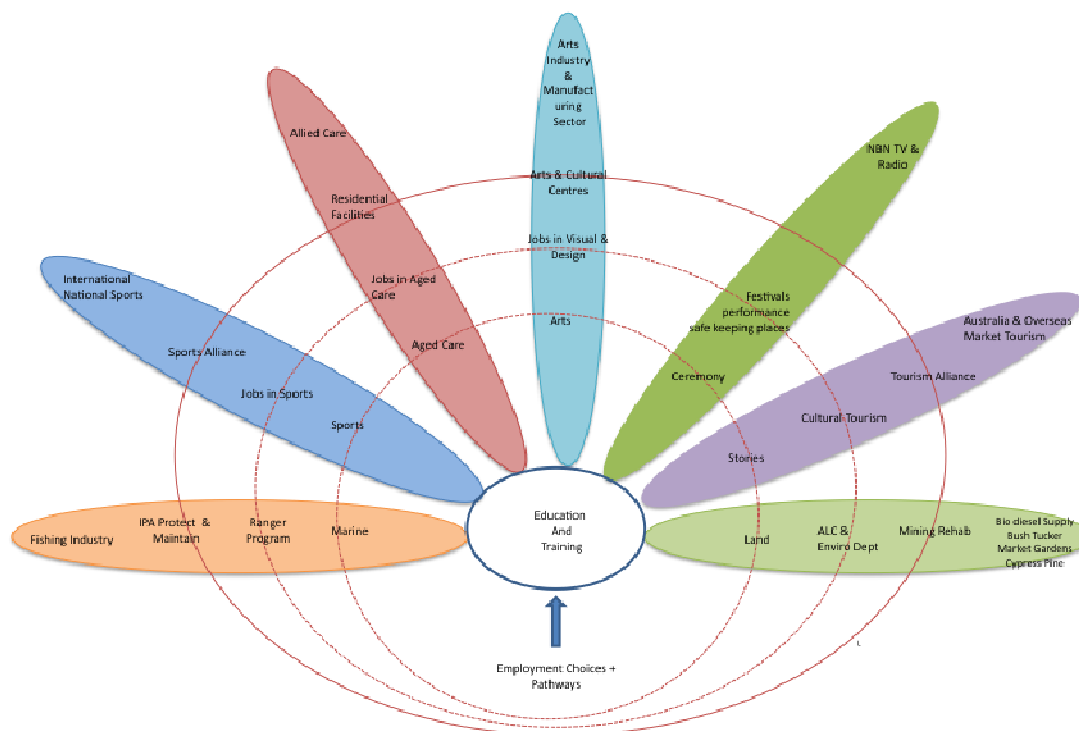 Arts
Industry
&
Manufact
uring
Sector
Arts & Cultural
Centres
Jobs in Visual &
Design
Arts
Allied Care
Residential
Facilities
Jobs in Aged
Care
Aged Care
INBN TV &
Radio
Festivals
performance
safe keeping places
Ceremony
International
National Sports
Sports Alliance
Jobs in Sports
Sports
Australia & Overseas
Market Tourism
Tourism Alliance
Cultural Tourism
Stories
Fishing Industry
IPA Protect &
Maintain
Ranger
Program
Marine
Education
And
Training
Land
ALC &
Enviro Dept
Mining Rehab
Bio-diesel Supply
Bush Tucker
Market Gardens
Cypress Pine
Employment Choices +
Pathways